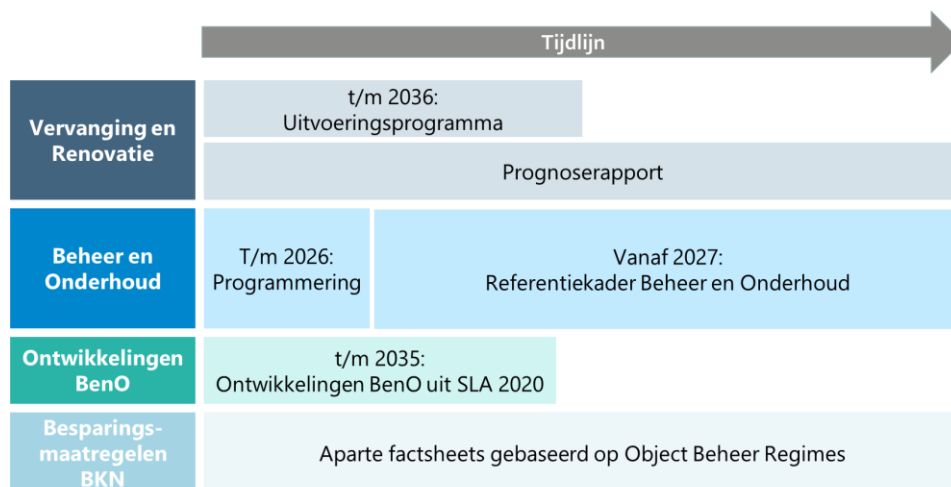 Tijdlijn
Vervanging en
Renovatie
t/m 2036:
Uitvoeringsprogramma
Prognoserapport
Beheer en
Onderhoud
T/m 2026:
Programmering
Vanaf 2027:
Referentiekader Beheer en Onderhoud
Ontwikkelingen
BenO
t/m 2035:
Ontwikkelingen BenO uit SLA 2020
Besparings-
maatregelen
BKN
Aparte factsheets gebaseerd op Object Beheer Regimes